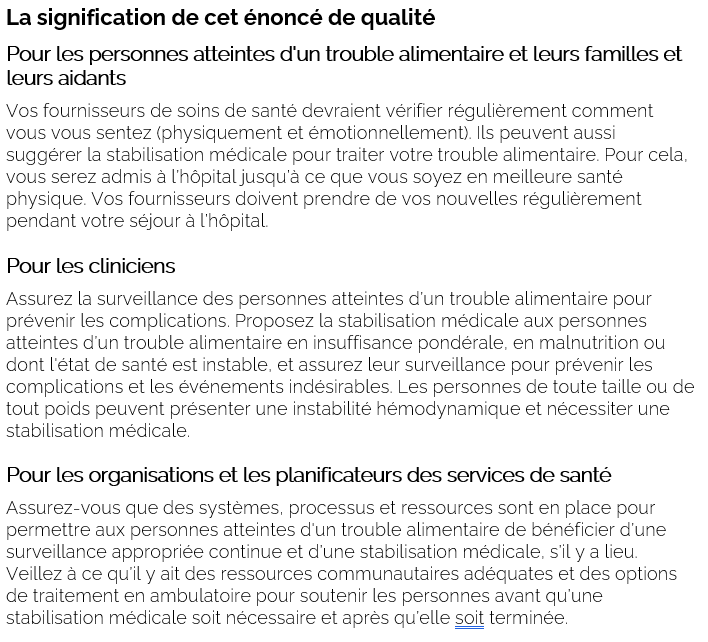 La signification de cet énoncé de qualité
Pour les personnes atteintes d'un trouble alimentaire et leurs familles et
leurs aidants
Vos fournisseurs de soins de santé devraient vérifier régulièrement comment
vous vous sentez (physiquement et émotionnellement). Ils peuvent aussi
suggérer la stabilisation médicale pour traiter votre trouble alimentaire. Pour cela,
vous serez admis à l'hôpital jusqu'à ce que vous soyez en meilleure santé
physique. Vos fournisseurs doivent prendre de vos nouvelles régulièrement
pendant votre séjour à l'hôpital.
Pour les cliniciens
Assurez la surveillance des personnes atteintes d'un trouble alimentaire pour
prévenir les complications. Proposez la stabilisation médicale aux personnes
atteintes d'un trouble alimentaire en insuffisance pondérale, en malnutrition ou
dont l'état de santé est instable, et assurez leur surveillance pour prévenir les
complications et les événements indésirables. Les personnes de toute taille ou de
tout poids peuvent présenter une instabilité hémodynamique et nécessiter une
stabilisation médicale.
Pour les organisations et les planificateurs des services de santé
Assurez-vous que des systèmes, processus et ressources sont en place pour
permettre aux personnes atteintes d'un trouble alimentaire de bénéficier d'une
surveillance appropriée continue et d'une stabilisation médicale, s'il y a lieu.
Veillez à ce qu'il y ait des ressources communautaires adéquates et des options
de traitement en ambulatoire pour soutenir les personnes avant qu'une
stabilisation médicale soit nécessaire et après qu'elle soit terminée.